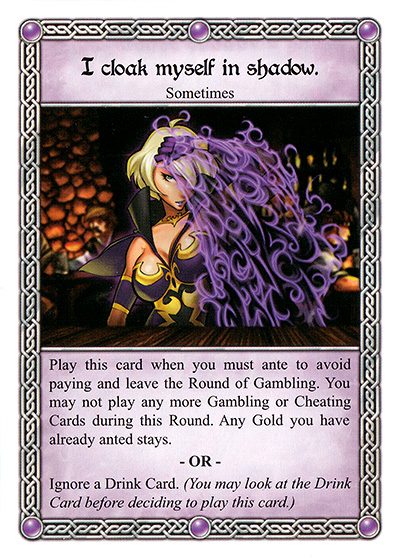 I cloak myself in shadow.
Sometimes
Play this card when you must ante to avoid
paying and leave the Round of Gambling. You
may not play any more Gambling or Cheating
Cards during this Round. Any Gold you have
already anted stays.
- OR -
Ignore a Drink Card. (You may look at the Drink
Card before deciding to play this card.)